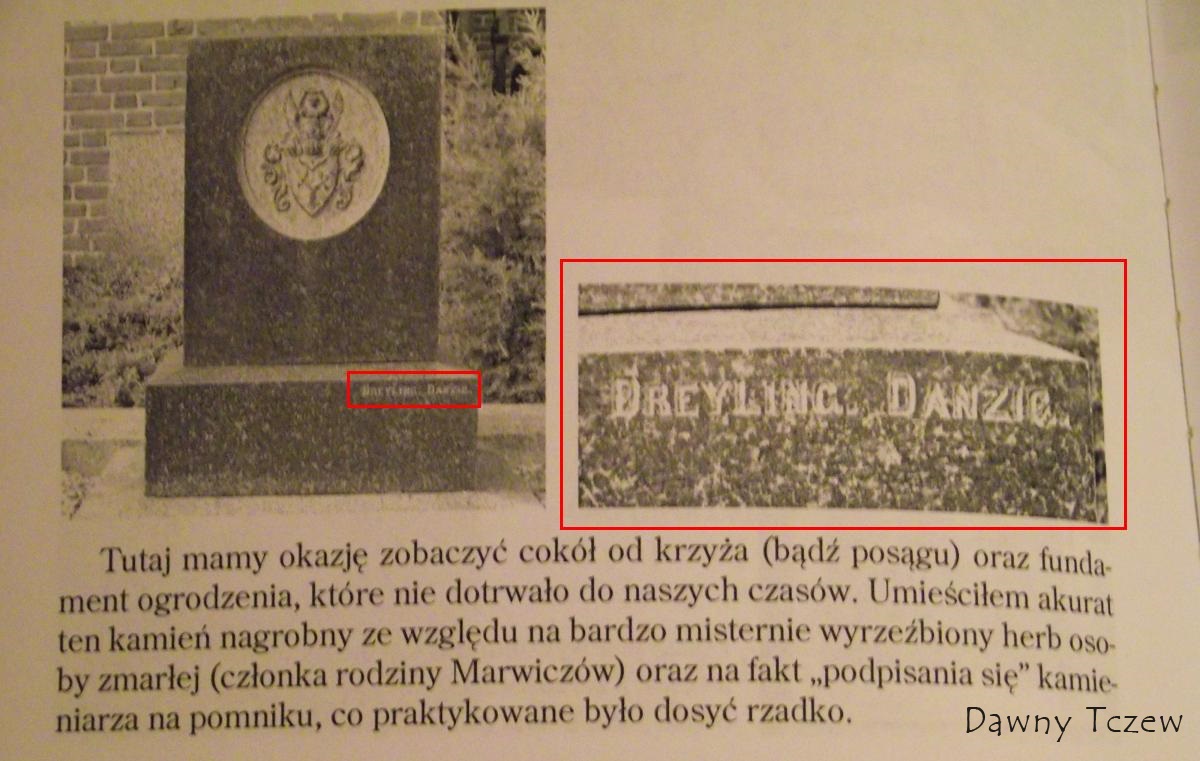 DREYLING. DANZIG.
DREYLING. DANZIG.
Tutaj mamy okazję zobaczyć cokół od krzyża (bądź posągu) oraz funda-
ment ogrodzenia, które nie dotrwało do naszych czasów. Umieściłem akurat
ten kamień nagrobny ze względu na bardzo misternie wyrzeźbiony herb oso-
by zmarłej (członka rodziny Marwiczów) oraz na fakt „podpisania się” kamie-
niarza na pomniku, co praktykowane było dosyć rzadko.
Dawny Tczew